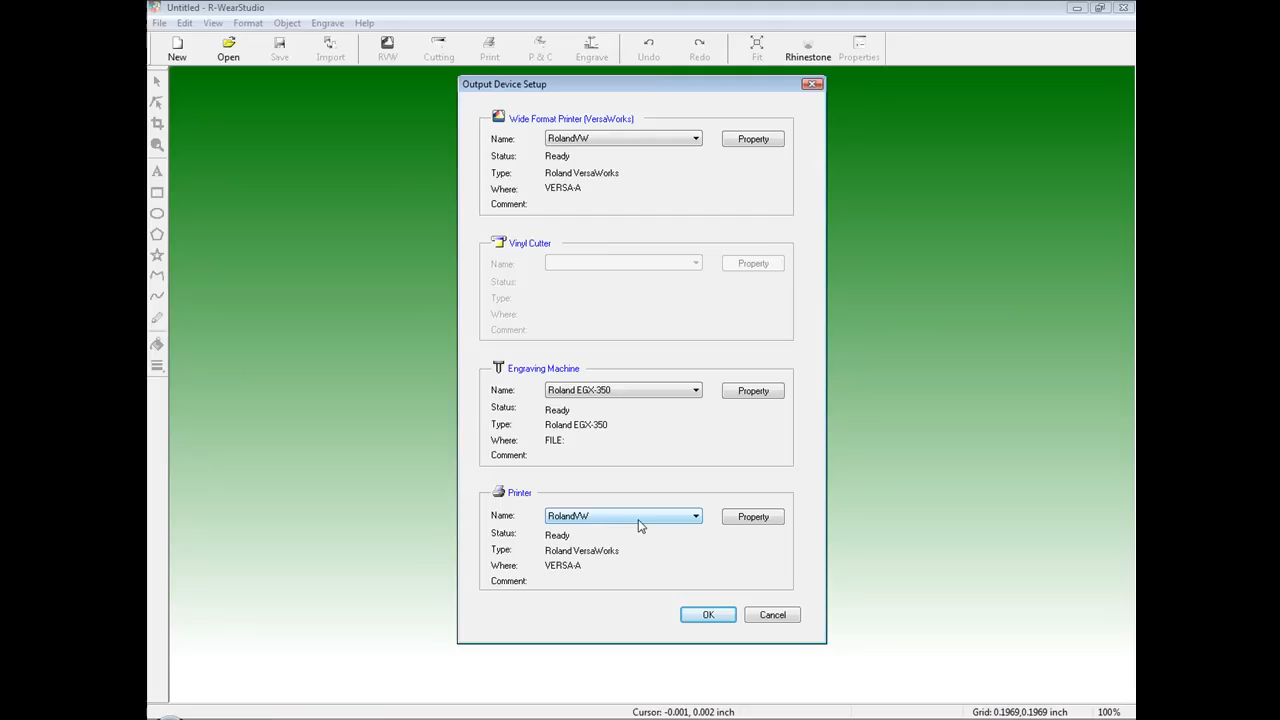 Untitled - R-WearStudio
File Edit View Format Object Engrave Help
New Open Save Import RVW Cutting Print P & C Engrave Undo Redo Fit Rhinestone Properties
Output Device Setup
Wide Format Printer (VersaWorks)
Name: RolandVW Property
Status: Ready
Type: Roland VersaWorks
Where: VERSA-A
Comment:
Vinyl Cutter
Name: Property
Status:
Type:
Where:
Comment:
Engraving Machine
Name: Roland EGX-350 Property
Status: Ready
Type: Roland EGX-350
Where: FILE:
Comment:
Printer
Name: RolandVW Property
Status: Ready
Type: Roland VersaWorks
Where: VERSA-A
Comment:
OK Cancel
Cursor: -0.001, 0.002 inch Grid: 0.1969,0.1969 inch 100%